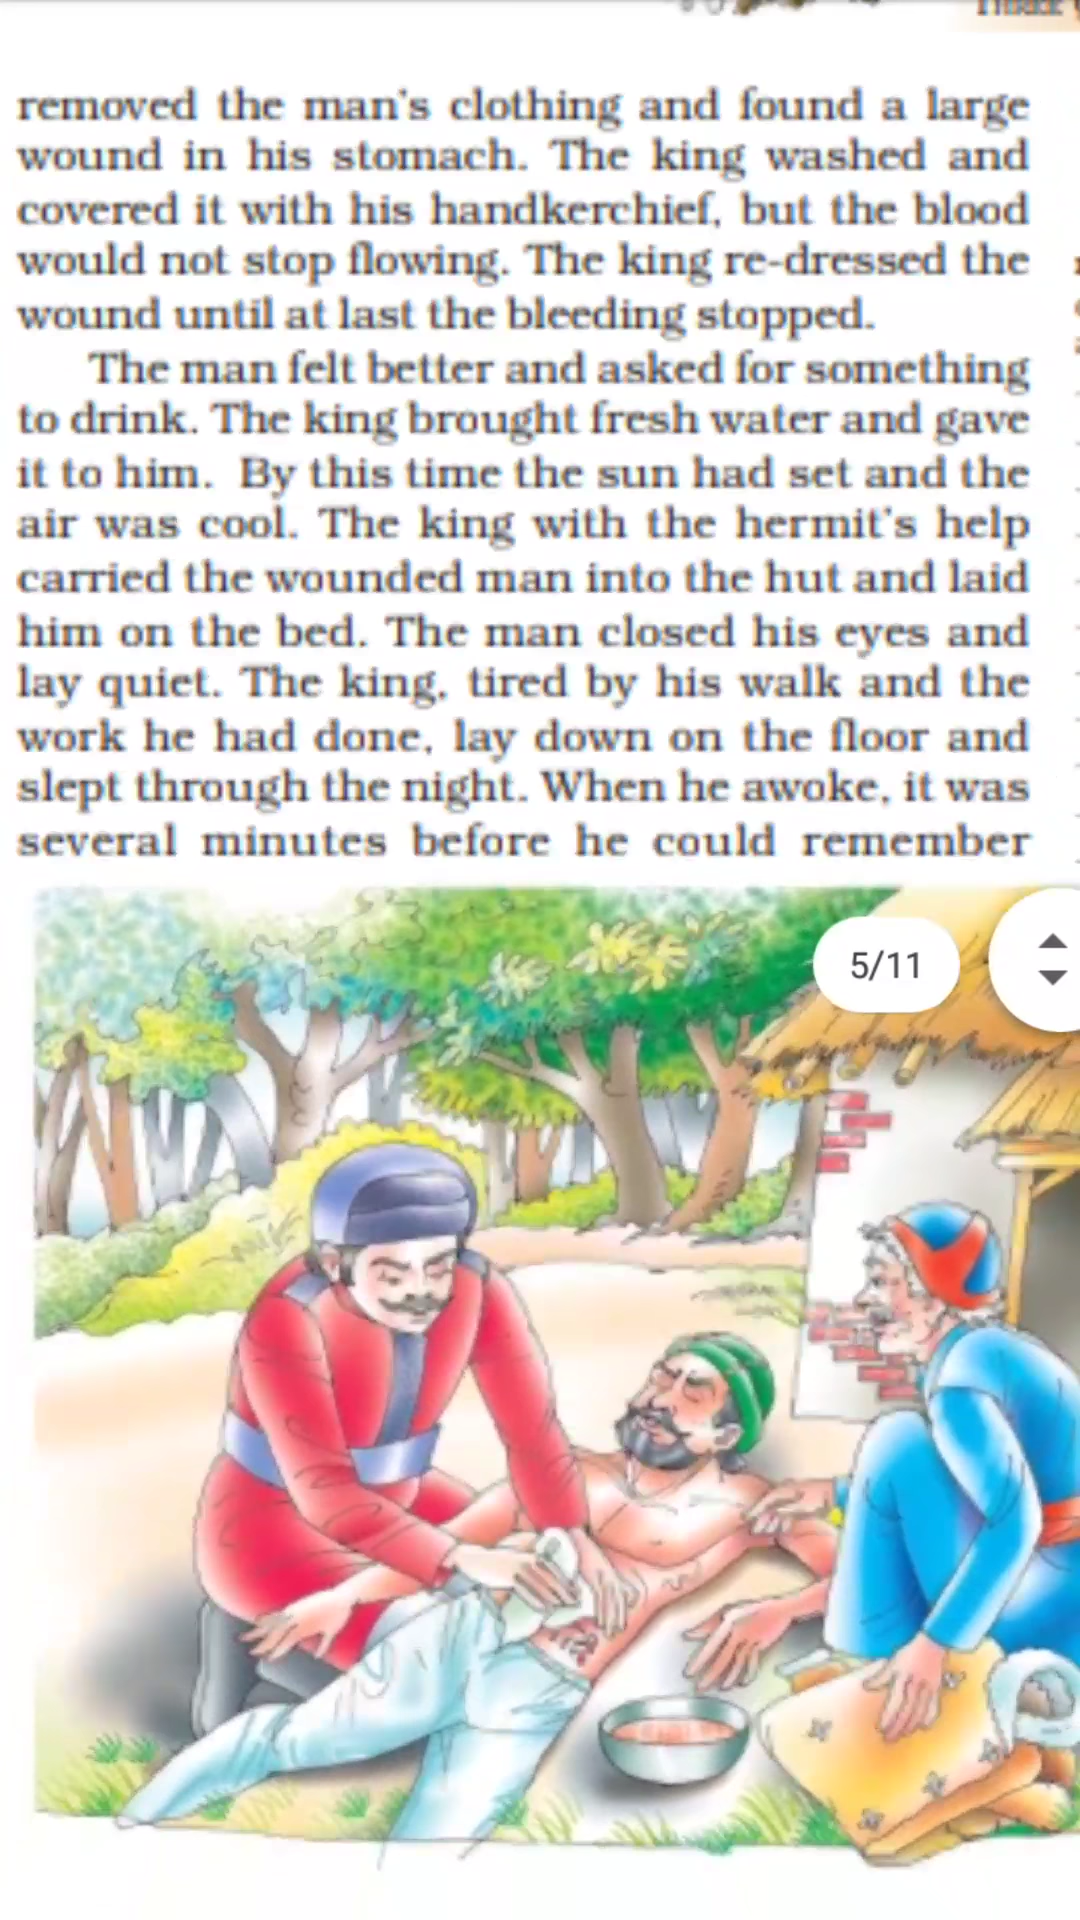 removed the man's clothing and found a large
wound in his stomach. The king washed and
covered it with his handkerchief, but the blood
would not stop flowing. The king re-dressed the
wound until at last the bleeding stopped.
The man felt better and asked for something
to drink. The king brought fresh water and gave
it to him. By this time the sun had set and the
air was cool. The king with the hermit's help
carried the wounded man into the hut and laid
him on the bed. The man closed his eyes and
lay quiet. The king, tired by his walk and the
work he had done, lay down on the floor and
slept through the night. When he awoke, it was
several minutes before he could remember
5/11